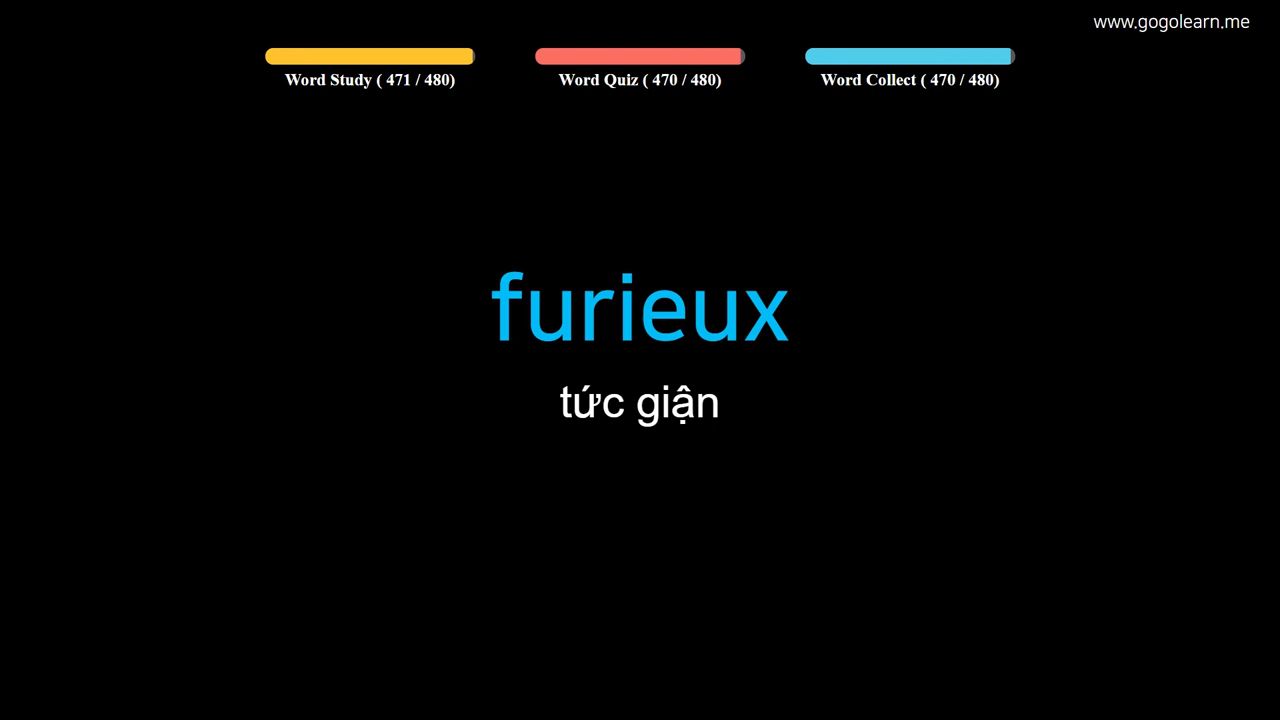 www.gogolearn.me
Word Study ( 471 / 480)
Word Quiz ( 470 / 480)
Word Collect ( 470 / 480)
furieux
tức giận